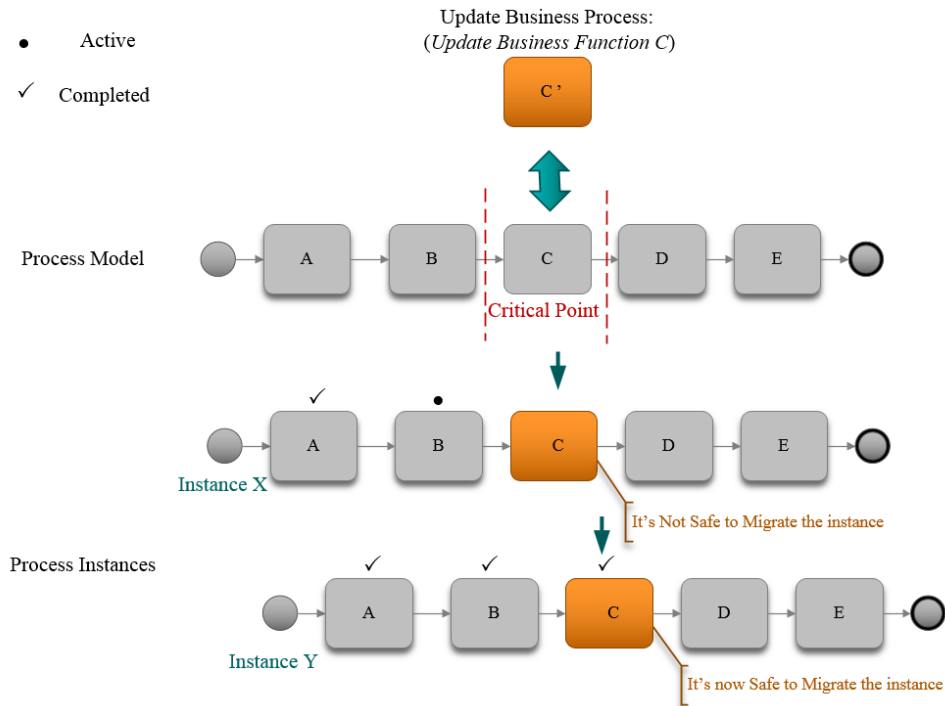 Update Business Process:
(Update Business Function C)
Active
Completed
C’
Process Model
A
B
C
D
E
Critical Point
A
B
C
D
E
Instance X
It’s Not Safe to Migrate the instance
Process Instances
A
B
C
D
E
Instance Y
It’s now Safe to Migrate the instance